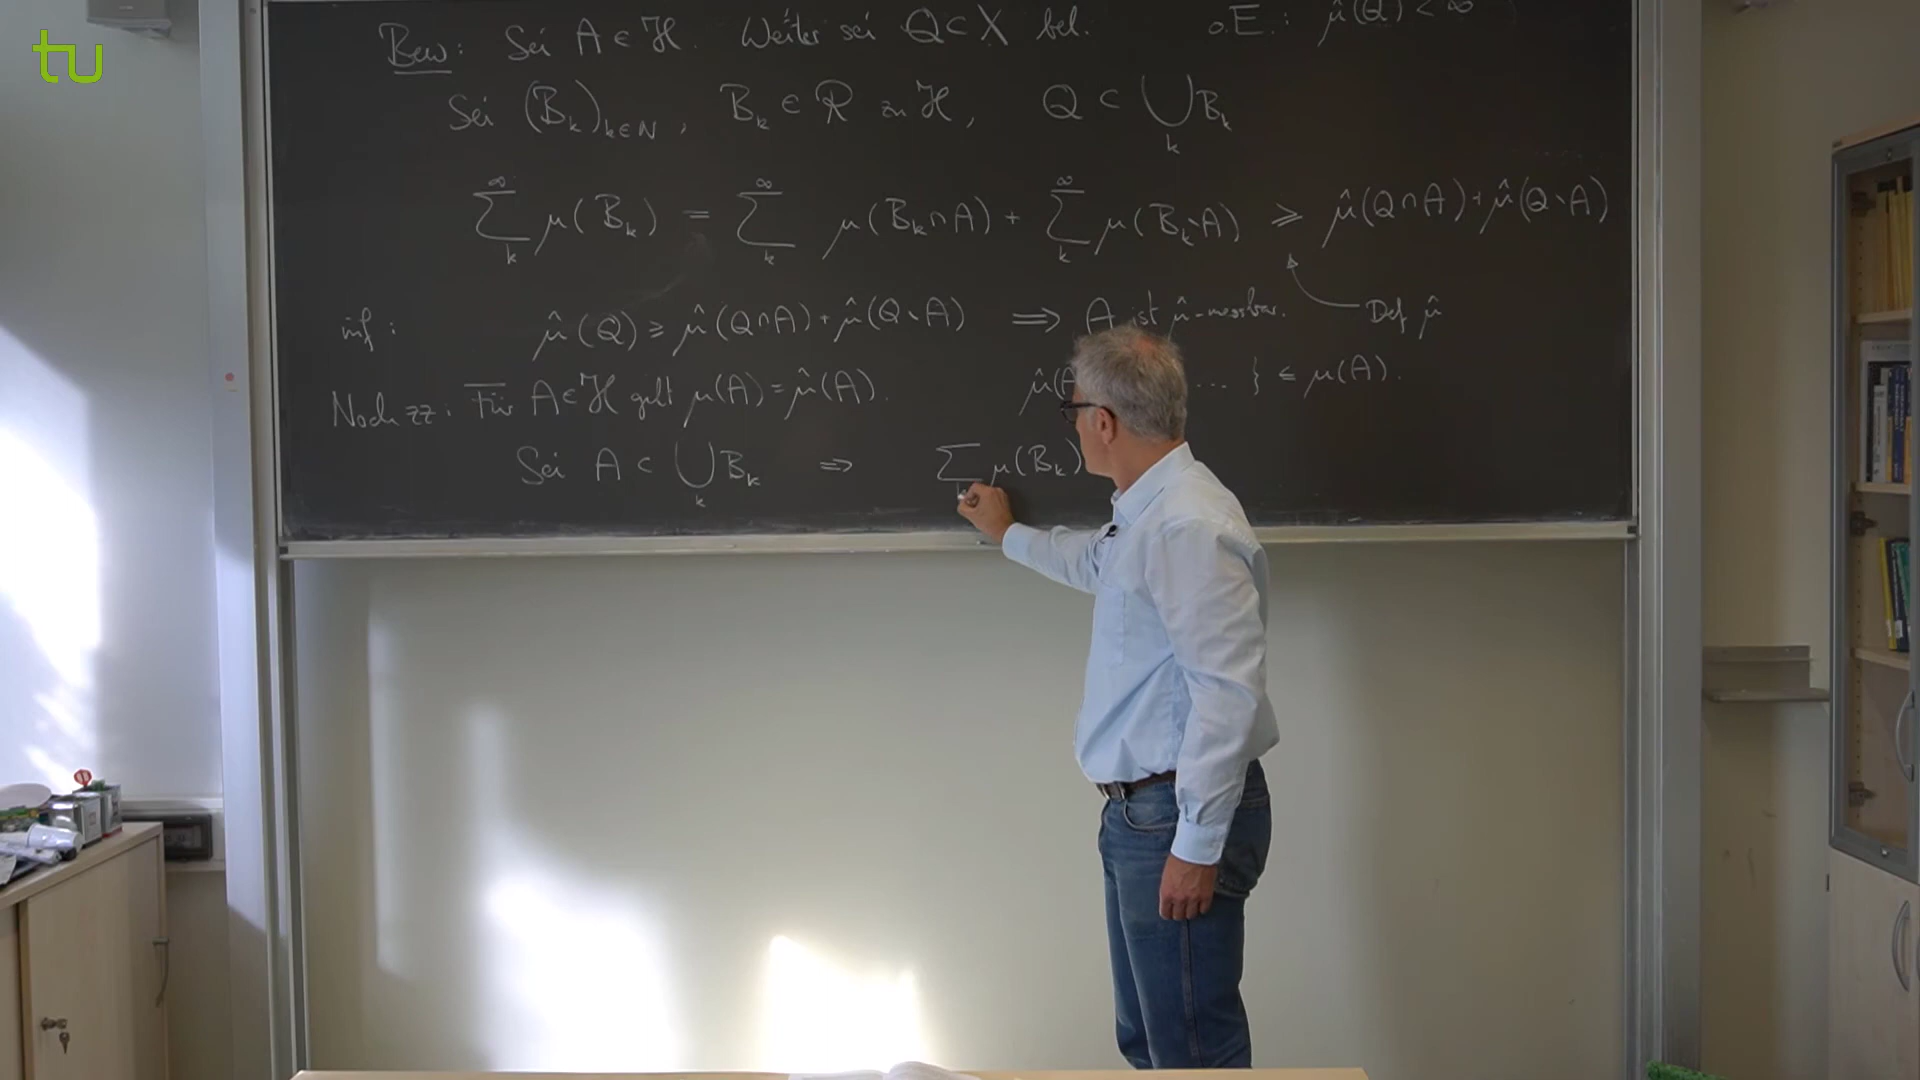 tu
Bew: Sei A ∈ ℋ. Weiter sei Q ⊂ X bel. o.E.: μ̂(Q) < ∞
Sei (B_k)_{k∈N}, B_k ∈ R zu ℋ, Q ⊂ ⋃_k B_k
∑_k^∞ μ(B_k) = ∑_k^∞ μ(B_k∩A) + ∑_k^∞ μ(B_k∖A) ≥ μ̂(Q∩A) + μ̂(Q∖A)
inf: μ̂(Q) ≥ μ̂(Q∩A) + μ̂(Q∖A) ⟹ A ist μ̂-messbar. Def μ̂
Noch zz: Für A∈ℋ gilt μ(A) = μ̂(A). μ̂(A ... } ≤ μ(A).
Sei A ⊂ ⋃_k B_k ⟹ ∑_k μ(B_k)